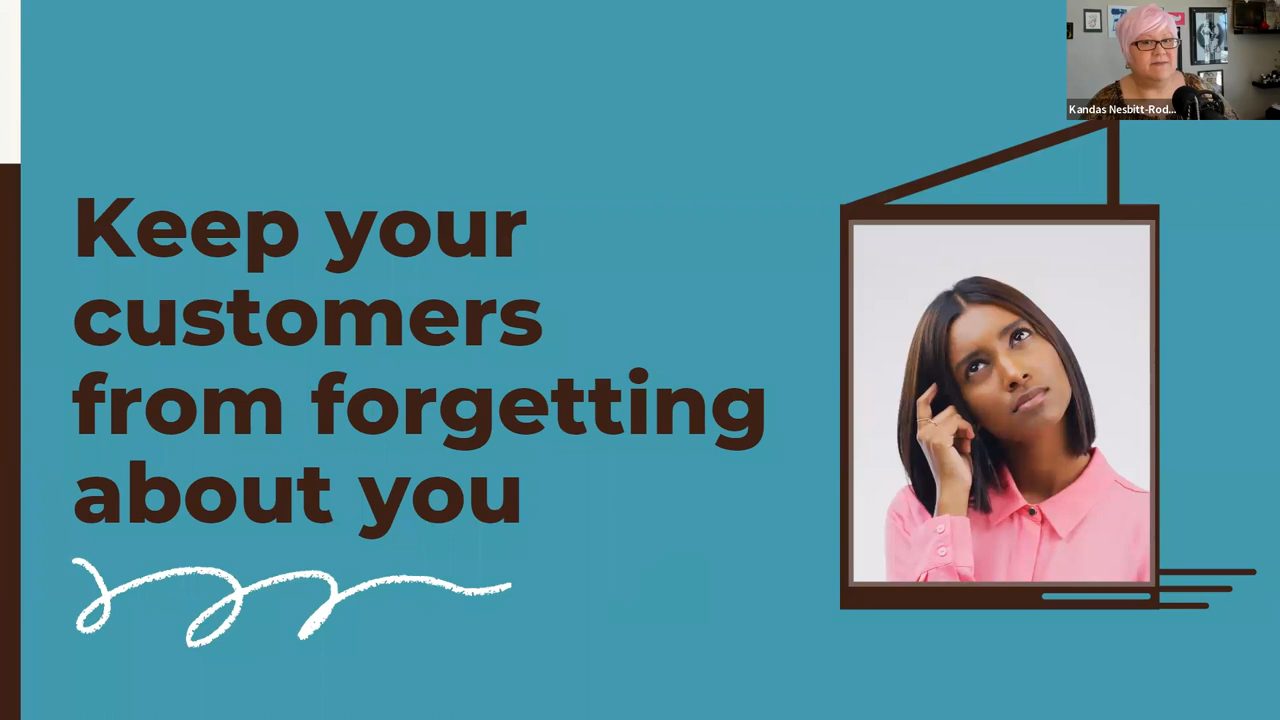 Kandas Nesbitt-Rod...
Keep your
customers
from forgetting
about you